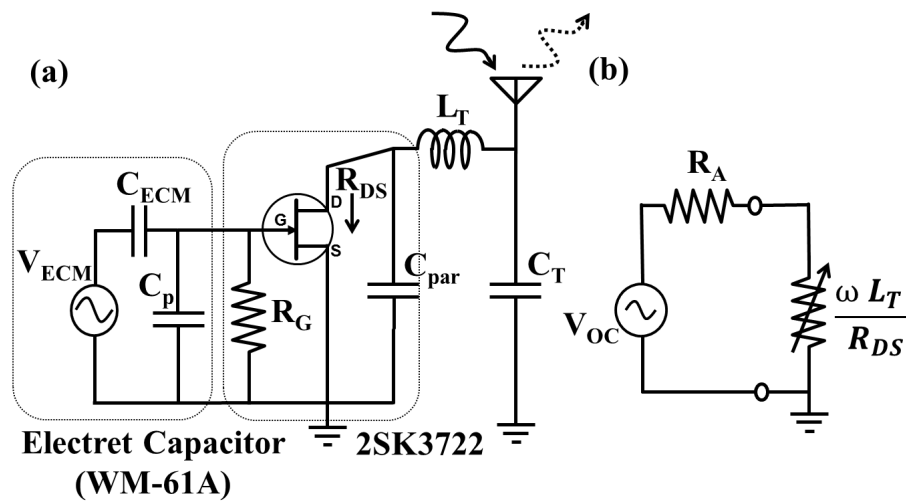 (a)
(b)
L_T
R_A
C_ECM
R_DS
D
G
S
V_ECM
C_p
R_G
C_par
C_T
V_OC
ω L_T
R_DS
Electret Capacitor
2SK3722
(WM-61A)